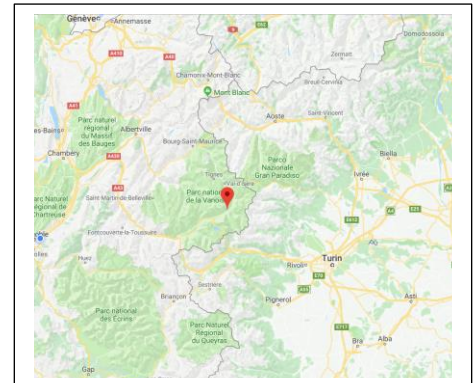 Genève
Annemasse
Domodossola
Zermatt
Chamonix-Mont-Blanc
Breuil-Cervinia
Mont Blanc
Parc naturel
régional
du Massif
des Bauges
Albertville
Aoste
Saint-Vincent
Bourg-Saint-Maurice
Biella
Chambéry
Parco
Nazionale
Gran Paradiso
Tignes
Val d'Isère
Ivrée
Saint-Martin-de-Belleville
Parc national
de la Vanoise
Fontcouverte-la-Toussuire
Turin
Rivoli
Huez
Sestrière
Briançon
Pignerol
Asti
Parc national
des Écrins
Parc Naturel
Régional
du Queyras
Bra
Alba
Gap